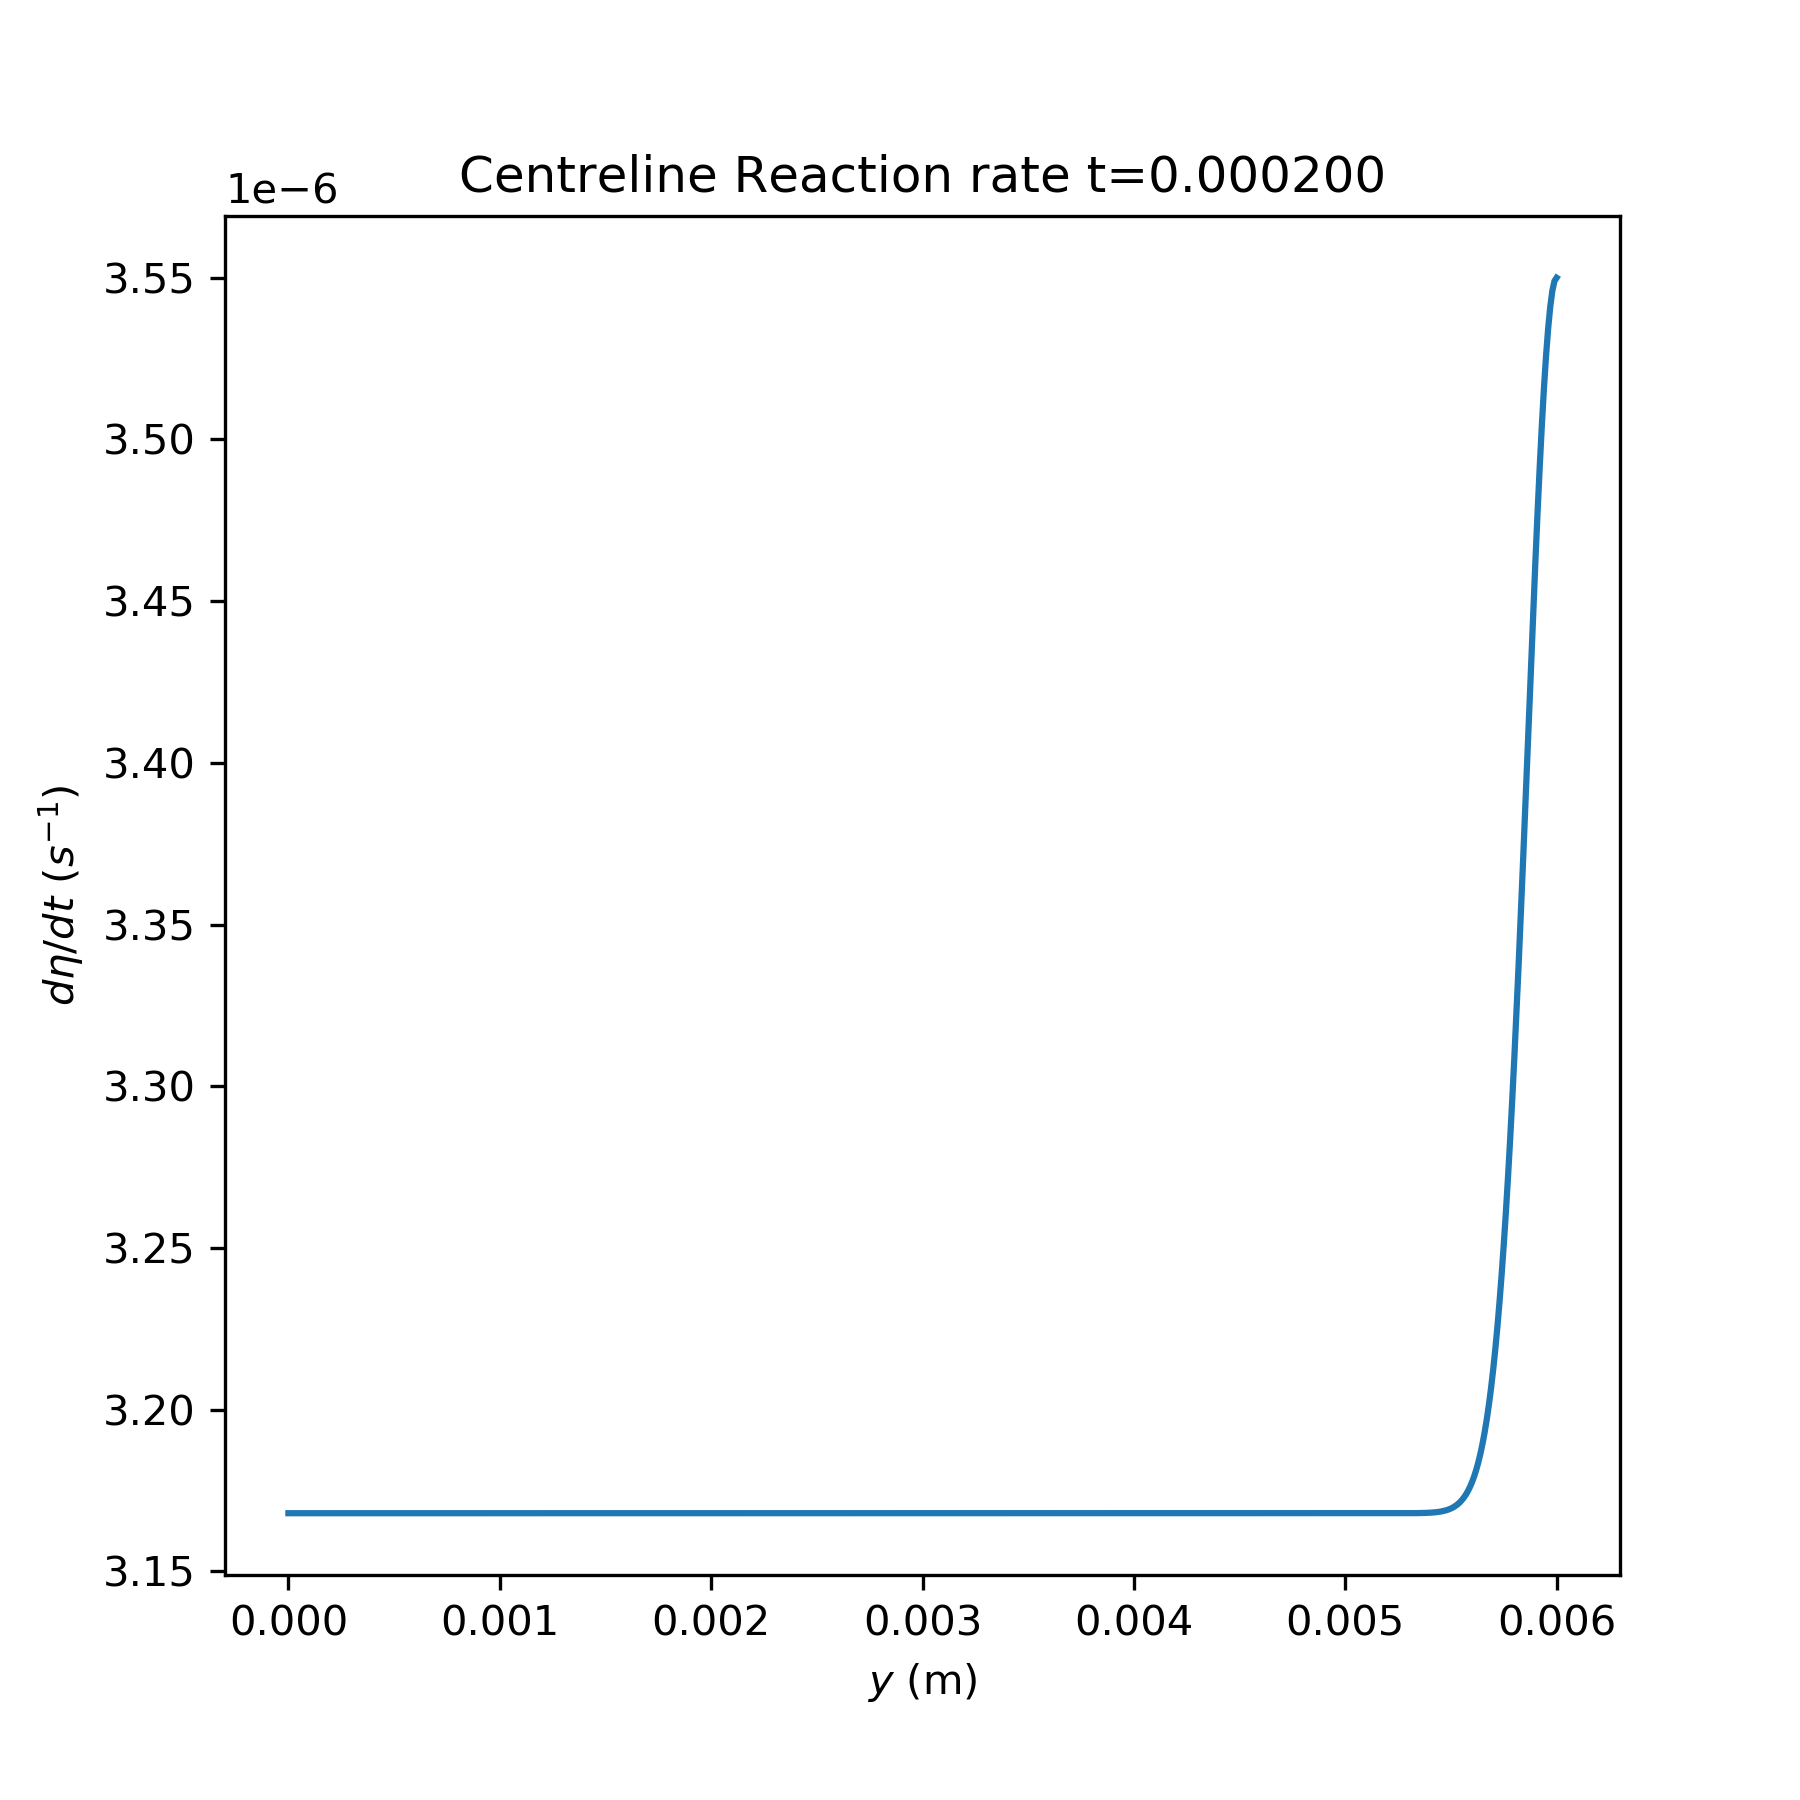 Centreline Reaction rate t=0.000200
1e−6
3.55
3.50
3.45
3.40
3.35
3.30
3.25
3.20
3.15
dη/dt (s⁻¹)
0.000 0.001 0.002 0.003 0.004 0.005 0.006
y (m)